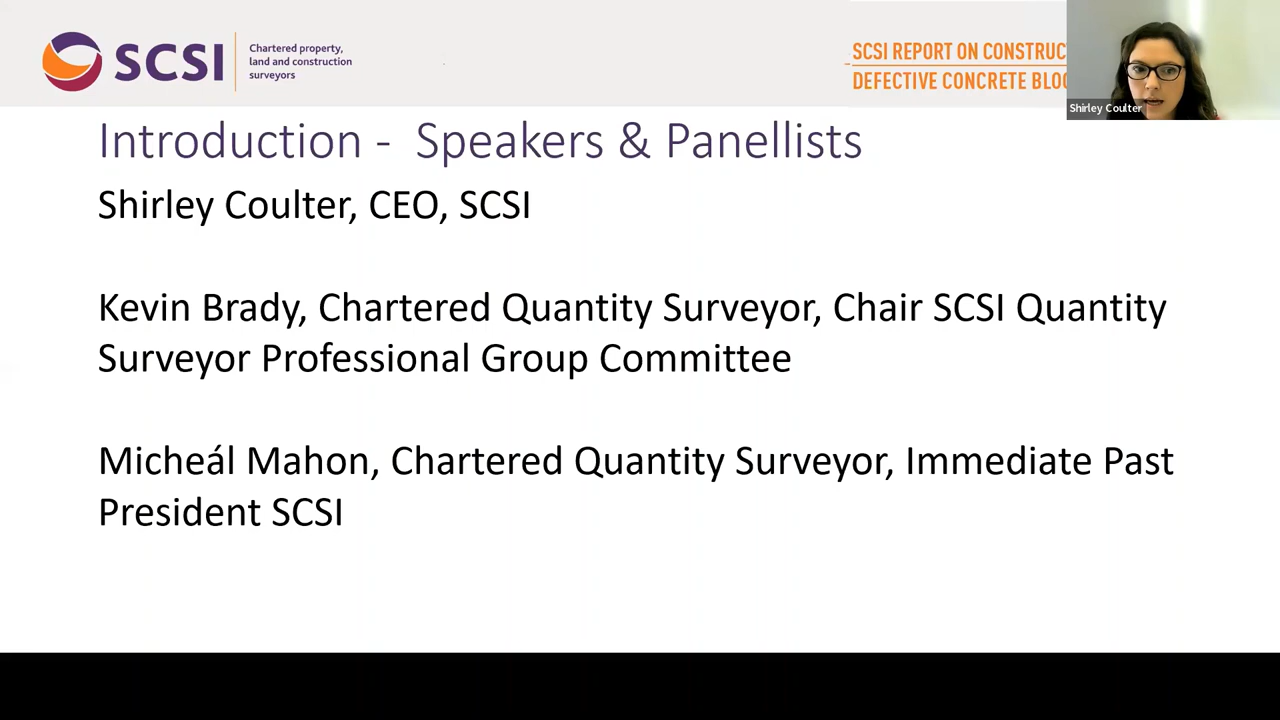 SCSI
Chartered property,
land and construction
surveyors
SCSI REPORT ON
DEFECTIVE CONCRETE
Shirley Coulter
Introduction - Speakers & Panellists
Shirley Coulter, CEO, SCSI
Kevin Brady, Chartered Quantity Surveyor, Chair SCSI Quantity
Surveyor Professional Group Committee
Micheál Mahon, Chartered Quantity Surveyor, Immediate Past
President SCSI